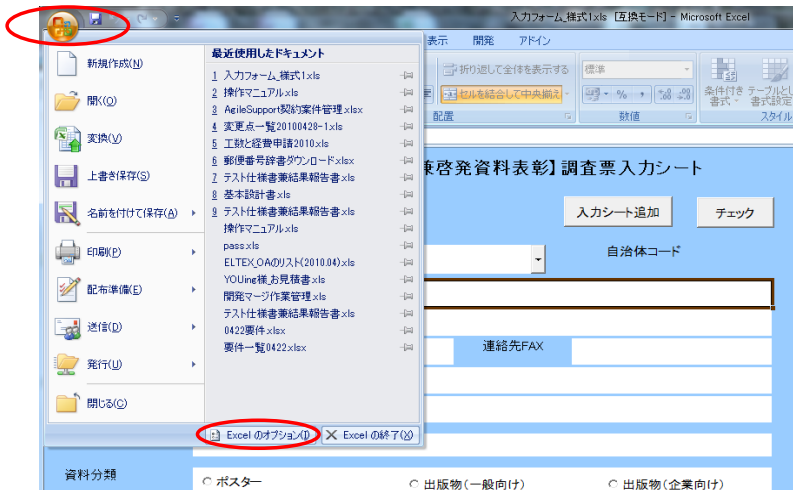 入力フォーム_様式1.xls [互換モード] - Microsoft Excel
表示 開発 アドイン
折り返して全体を表示する
セルを結合して中央揃え
配置
標準
数値
条件付き
書式
テーブルとし
書式設定
スタイル
新規作成(N)
開く(O)
変換(V)
上書き保存(S)
名前を付けて保存(A)
印刷(P)
配布準備(E)
送信(D)
発行(U)
閉じる(C)
最近使用したドキュメント
1 入力フォーム_様式1.xls
2 操作マニュアル.xls
3 AgileSupport契約案件管理.xlsx
4 変更点一覧20100428-1.xls
5 工数と経費申請2010.xls
6 郵便番号辞書ダウンロード.xlsx
7 テスト仕様書兼結果報告書.xls
8 基本設計書.xls
9 テスト仕様書兼結果報告書.xls
操作マニュアル.xls
pass.xls
ELTEX_OAのリスト(2010.04).xls
YOUing様_お見積書.xls
開発マージ作業管理.xls
テスト仕様書兼結果報告書.xls
0422要件.xlsx
要件一覧0422.xlsx
Excel のオプション(I)
Excel の終了(X)
啓発資料表彰】調査票入力シート
入力シート追加
チェック
自治体コード
連絡先FAX
資料分類
ポスター
出版物(一般向け)
出版物(企業向け)